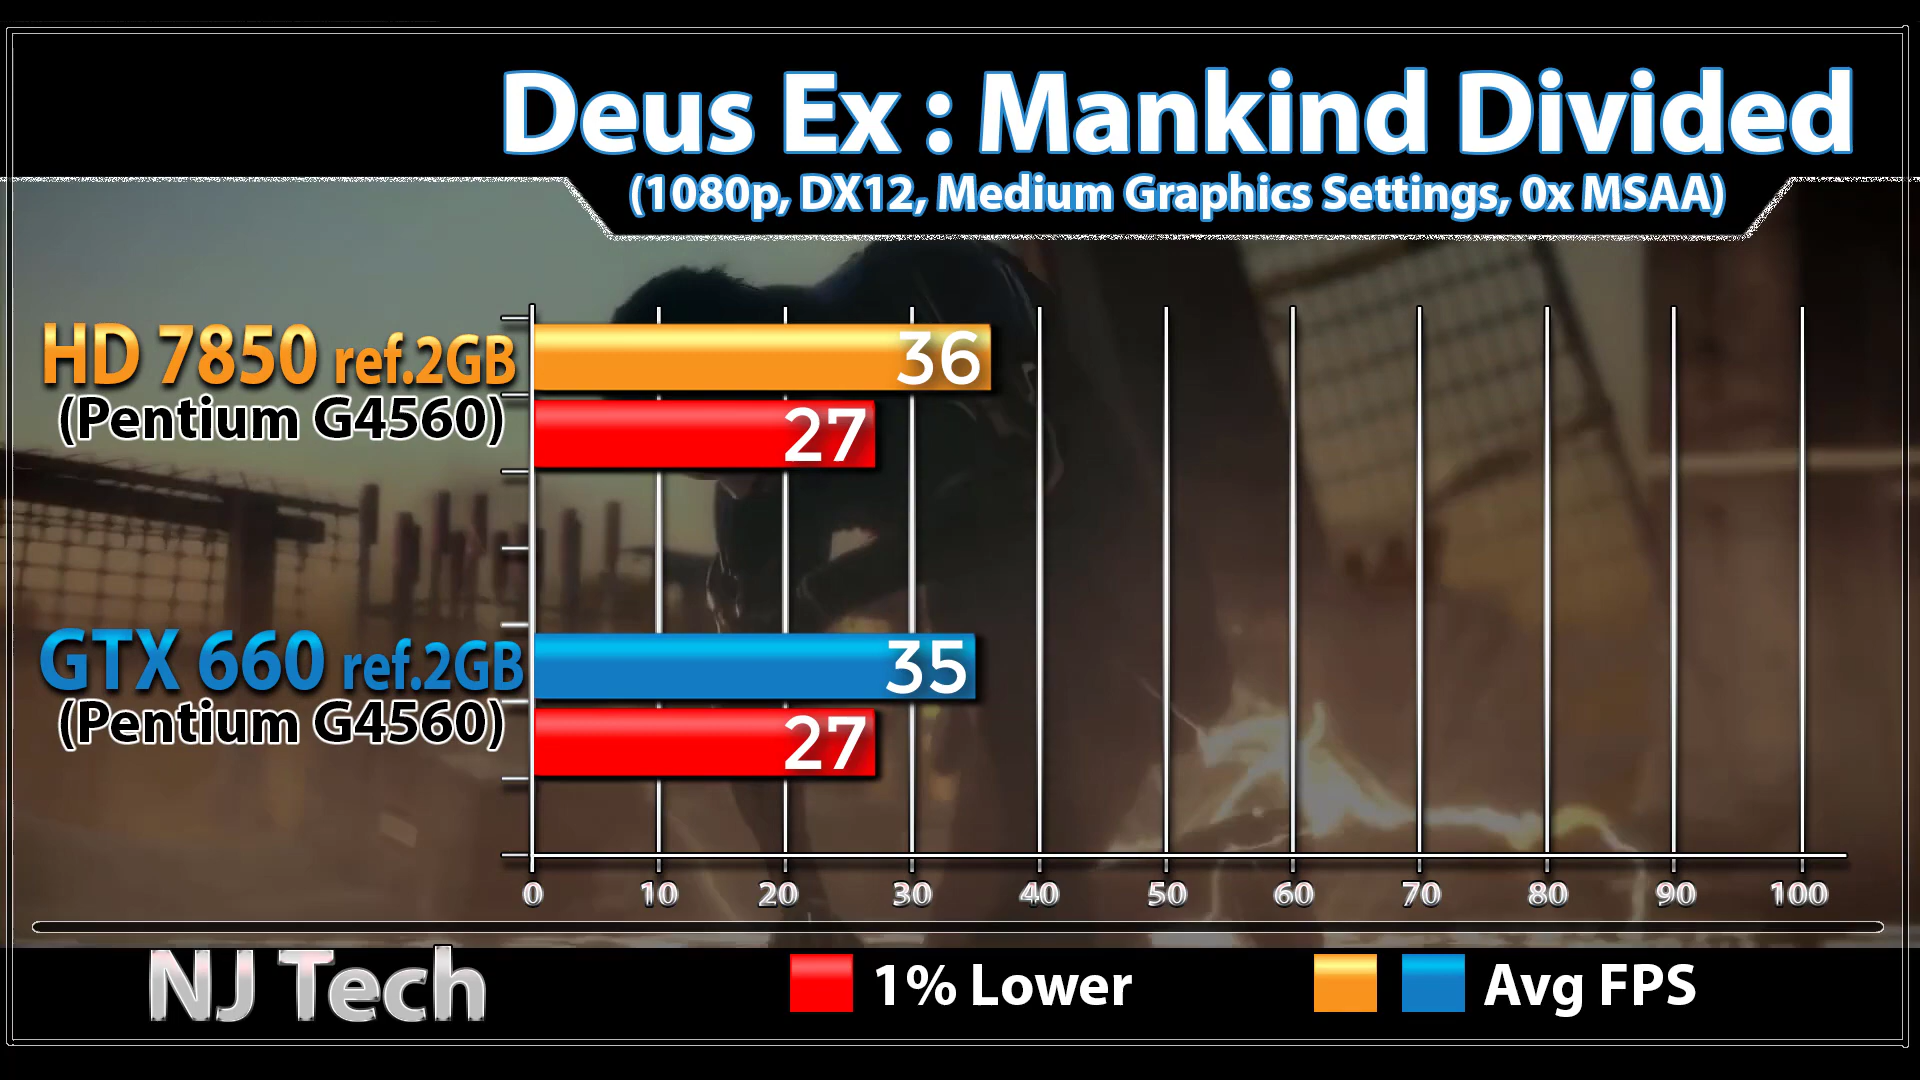 Deus Ex : Mankind Divided
(1080p, DX12, Medium Graphics Settings, 0x MSAA)
HD 7850 ref.2GB
(Pentium G4560)
36
27
GTX 660 ref.2GB
(Pentium G4560)
35
27
0 10 20 30 40 50 60 70 80 90 100
NJ Tech
1% Lower
Avg FPS